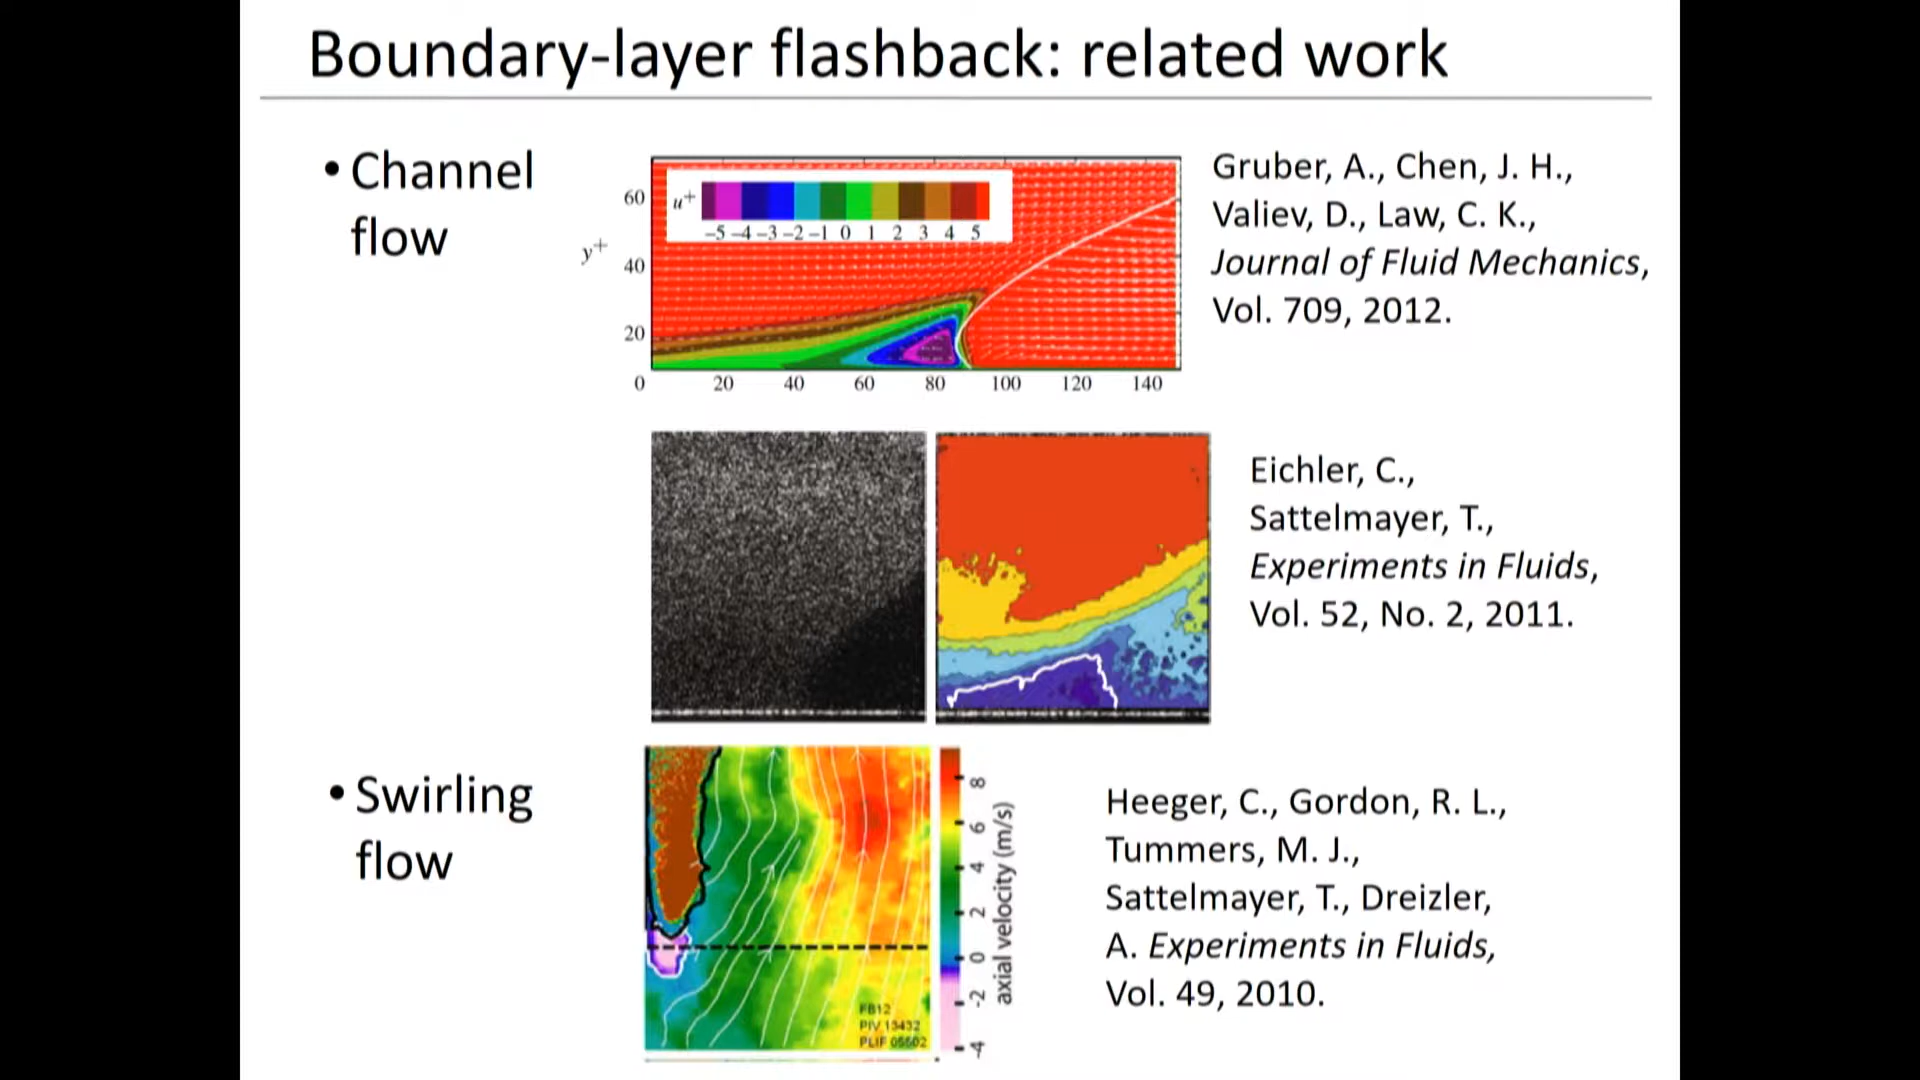 Boundary-layer flashback: related work
• Channel
flow
u+
−5 −4 −3 −2 −1 0 1 2 3 4 5
y+
60
40
20
0 20 40 60 80 100 120 140
Gruber, A., Chen, J. H.,
Valiev, D., Law, C. K.,
Journal of Fluid Mechanics,
Vol. 709, 2012.
Eichler, C.,
Sattelmayer, T.,
Experiments in Fluids,
Vol. 52, No. 2, 2011.
• Swirling
flow
FB12
PIV 13432
PLIF 05502
8
6
4
2
0
-2
-4
axial velocity (m/s)
Heeger, C., Gordon, R. L.,
Tummers, M. J.,
Sattelmayer, T., Dreizler,
A. Experiments in Fluids,
Vol. 49, 2010.